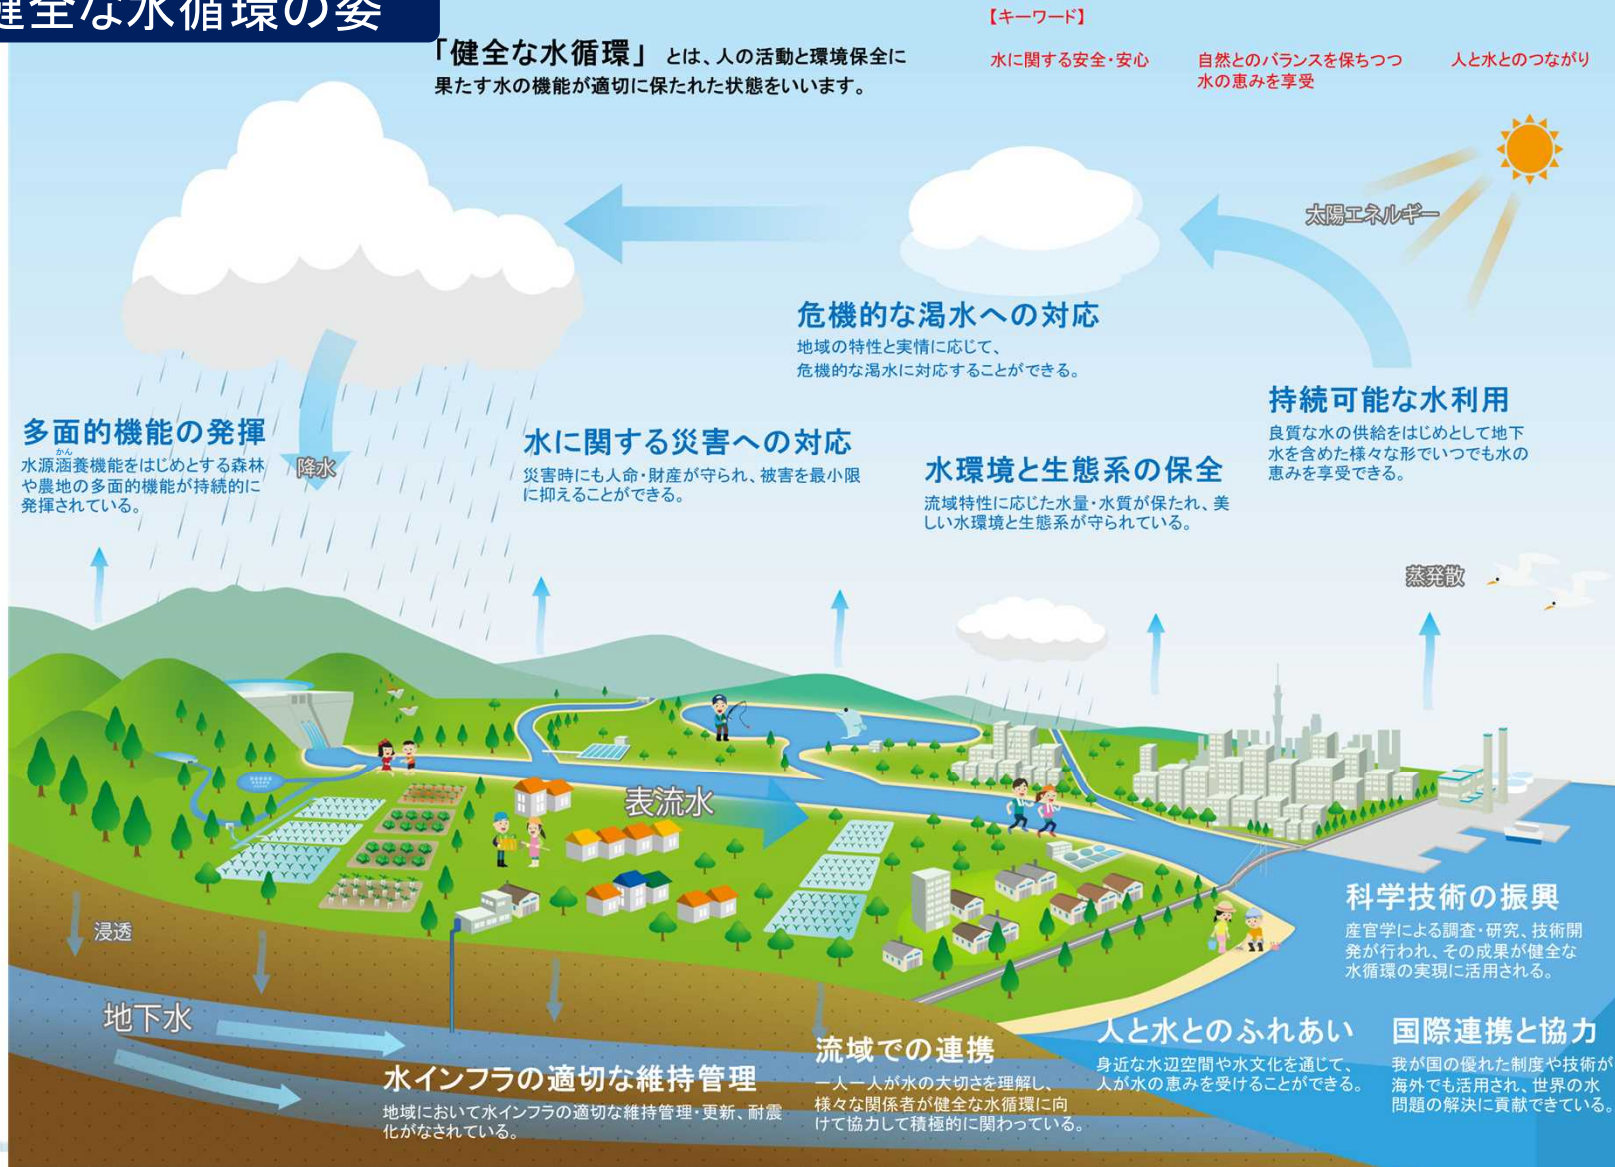 健全な水循環の姿
「健全な水循環」 とは、人の活動と環境保全に
果たす水の機能が適切に保たれた状態をいいます。
【キーワード】
水に関する安全・安心
自然とのバランスを保ちつつ
水の恵みを享受
人と水とのつながり
太陽エネルギー
危機的な渇水への対応
地域の特性と実情に応じて、
危機的な渇水に対応することができる。
持続可能な水利用
良質な水の供給をはじめとして地下
水を含めた様々な形でいつでも水の
恵みを享受できる。
多面的機能の発揮
かん
水源涵養機能をはじめとする森林
や農地の多面的機能が持続的に
発揮されている。
降水
水に関する災害への対応
災害時にも人命・財産が守られ、被害を最小限
に抑えることができる。
水環境と生態系の保全
流域特性に応じた水量・水質が保たれ、美
しい水環境と生態系が守られている。
蒸発散
表流水
浸透
地下水
科学技術の振興
産官学による調査・研究、技術開
発が行われ、その成果が健全な
水循環の実現に活用される。
水インフラの適切な維持管理
地域において水インフラの適切な維持管理・更新、耐震
化がなされている。
流域での連携
一人一人が水の大切さを理解し、
様々な関係者が健全な水循環に向
けて協力して積極的に関わっている。
人と水とのふれあい
身近な水辺空間や水文化を通じて、
人が水の恵みを受けることができる。
国際連携と協力
我が国の優れた制度や技術が
海外でも活用され、世界の水
問題の解決に貢献できている。